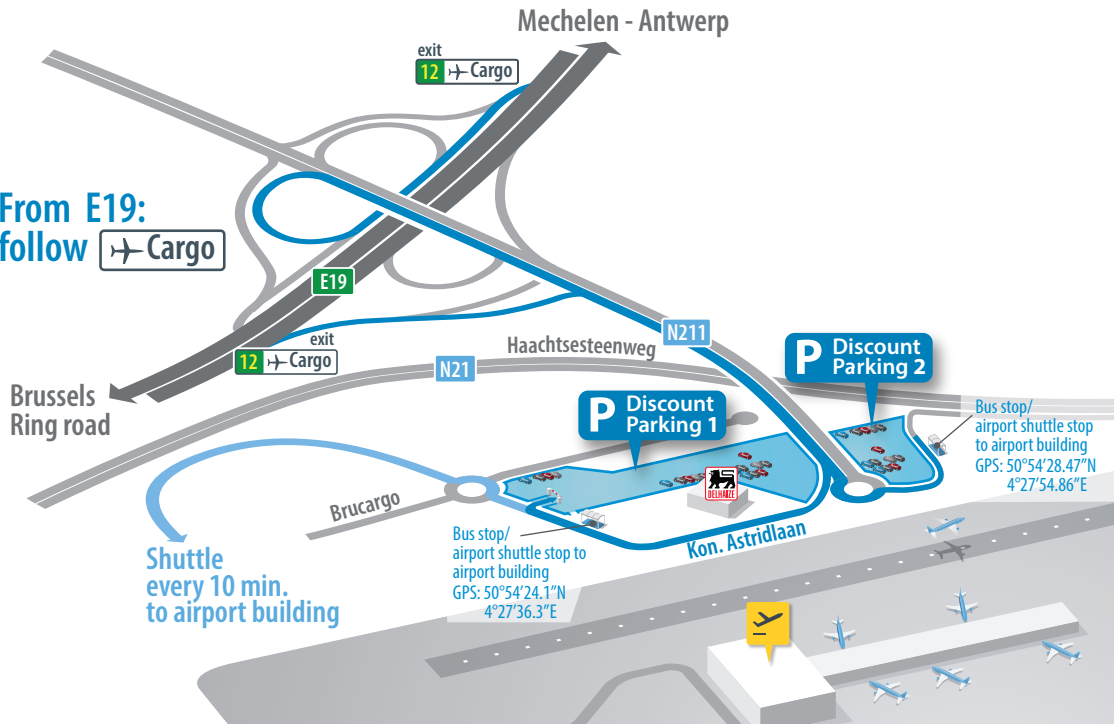 Mechelen - Antwerp
exit
12 Cargo
From E19:
follow Cargo
E19
exit
12 Cargo
N211
Haachtsesteenweg
N21
P Discount
Parking 2
Brussels
Ring road
P Discount
Parking 1
Bus stop/
airport shuttle stop
to airport building
GPS: 50°54’28.47”N
4°27’54.86”E
DELHAIZE
Brucargo
Kon. Astridlaan
Bus stop/
airport shuttle stop to
airport building
GPS: 50°54’24.1”N
4°27’36.3”E
Shuttle
every 10 min.
to airport building